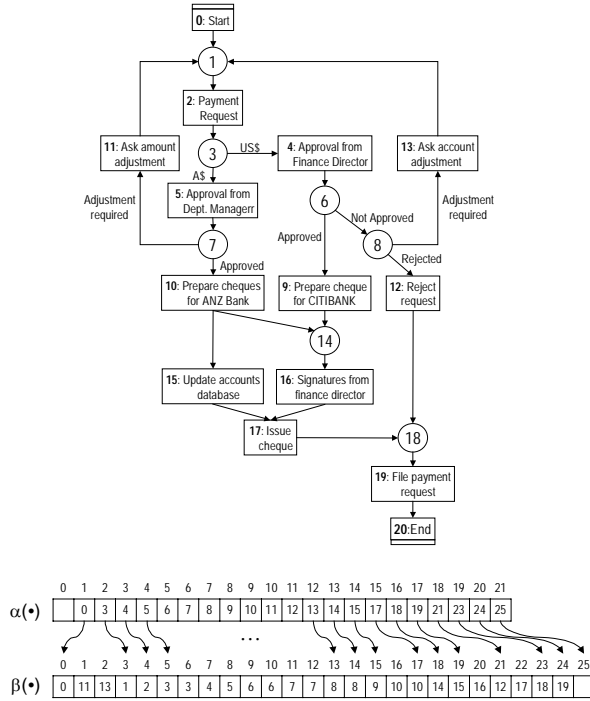 0: Start
1
2: Payment
Request
11: Ask amount
adjustment
3
US$
4: Approval from
Finance Director
13: Ask account
adjustment
A$
5: Approval from
Dept. Managerr
6
Adjustment
required
Not Approved
Adjustment
required
7
Approved
8
Approved
Rejected
10: Prepare cheques
for ANZ Bank
9: Prepare cheque
for CITIBANK
12: Reject
request
14
15: Update accounts
database
16: Signatures from
finance director
17: Issue
cheque
18
19: File payment
request
20:End
0 1 2 3 4 5 6 7 8 9 10 11 12 13 14 15 16 17 18 19 20 21
α(•) 0 3 4 5 6 7 8 9 10 11 12 13 14 15 17 18 19 21 23 24 25
...
0 1 2 3 4 5 6 7 8 9 10 11 12 13 14 15 16 17 18 19 20 21 22 23 24 25
β(•) 0 11 13 1 2 3 3 4 5 6 6 7 7 8 8 9 10 10 14 15 16 12 17 18 19